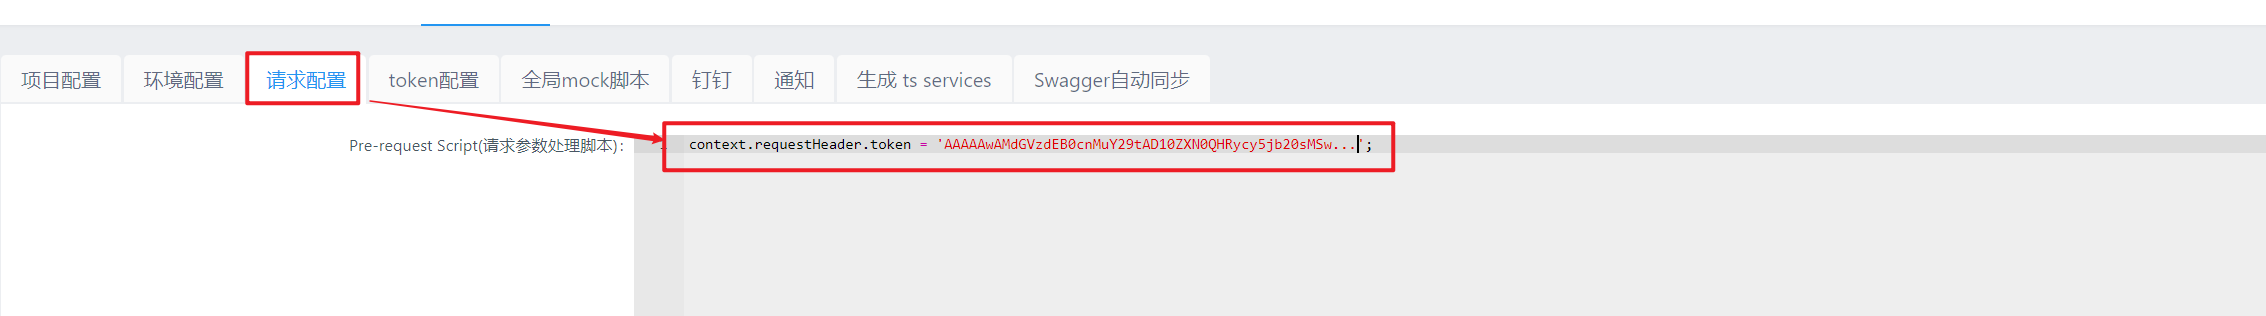 项目配置 环境配置 请求配置 token配置 全局mock脚本 钉钉 通知 生成 ts services Swagger自动同步
Pre-request Script(请求参数处理脚本): 1 context.requestHeader.token = 'AAAAAwAMdGVzdEB0cnMuY29tAD10ZXN0QHRycy5jb20sMSw...';